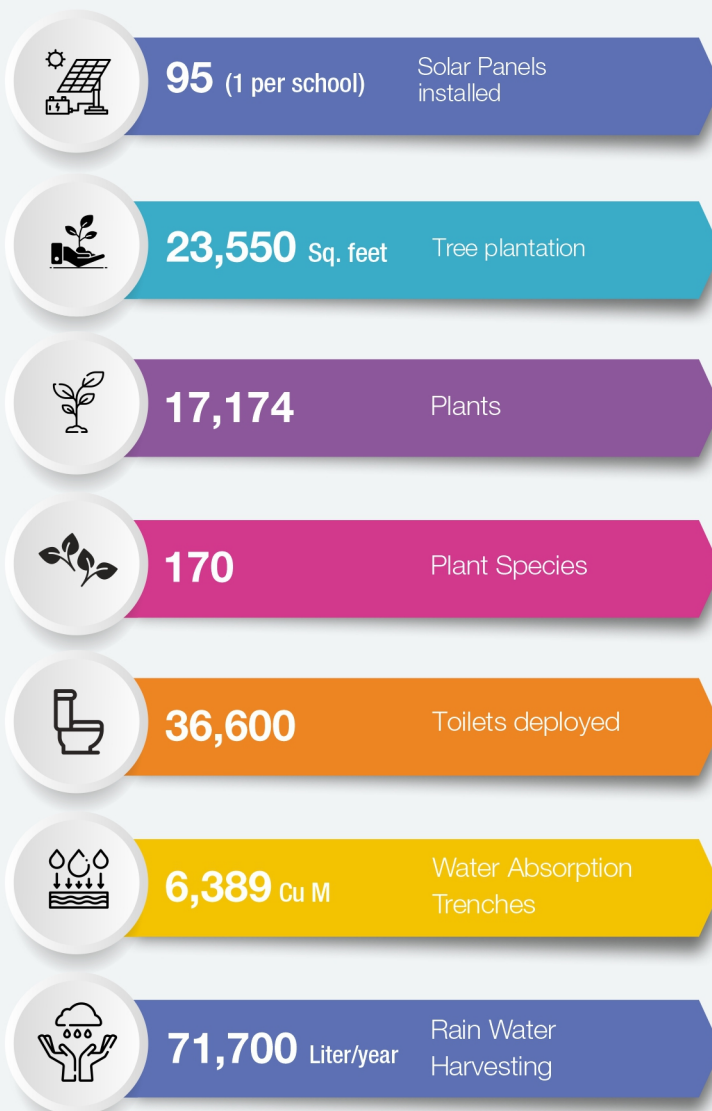 95 (1 per school) Solar Panels
installed
23,550 Sq. feet Tree plantation
17,174 Plants
170 Plant Species
36,600 Toilets deployed
6,389 Cu M Water Absorption
Trenches
71,700 Liter/year Rain Water
Harvesting